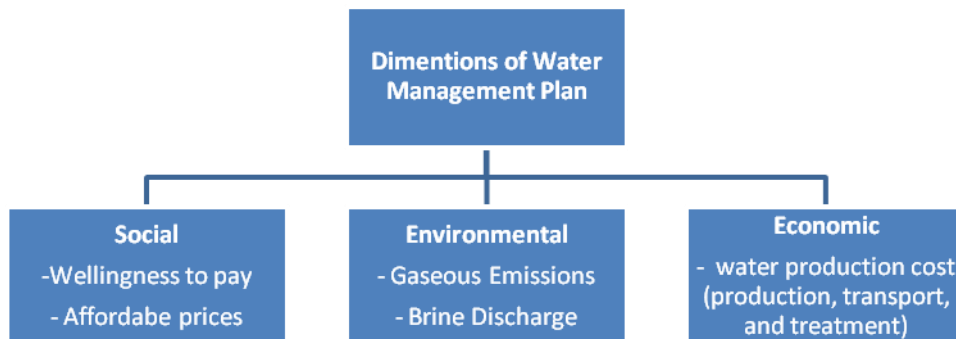 Dimentions of Water
Management Plan
Social
-Wellingness to pay
- Affordabe prices
Environmental
- Gaseous Emissions
- Brine Discharge
Economic
- water production cost
(production, transport,
and treatment)